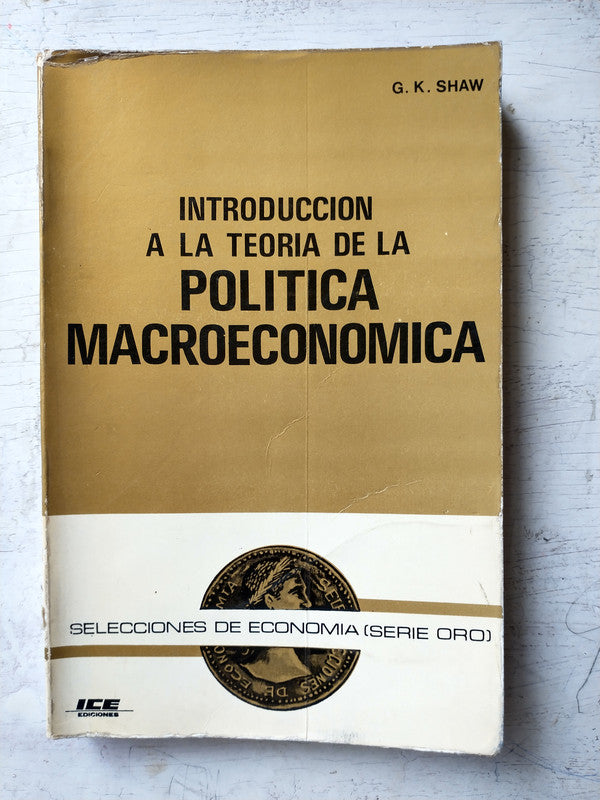 G. K. SHAW
INTRODUCCION
A LA TEORIA DE LA
POLITICA
MACROECONOMICA
SELECCIONES DE ECONOMIA (SERIE ORO)
ICE
EDICIONES